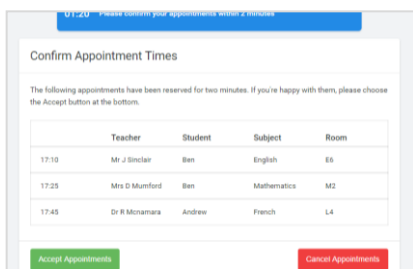 01:20 Please confirm your appointments within 2 minutes
Confirm Appointment Times
The following appointments have been reserved for two minutes. If you're happy with them, please choose
the Accept button at the bottom.
Teacher Student Subject Room
17:10 Mr J Sinclair Ben English E6
17:25 Mrs D Mumford Ben Mathematics M2
17:45 Dr R Mcnamara Andrew French L4
Accept Appointments Cancel Appointments